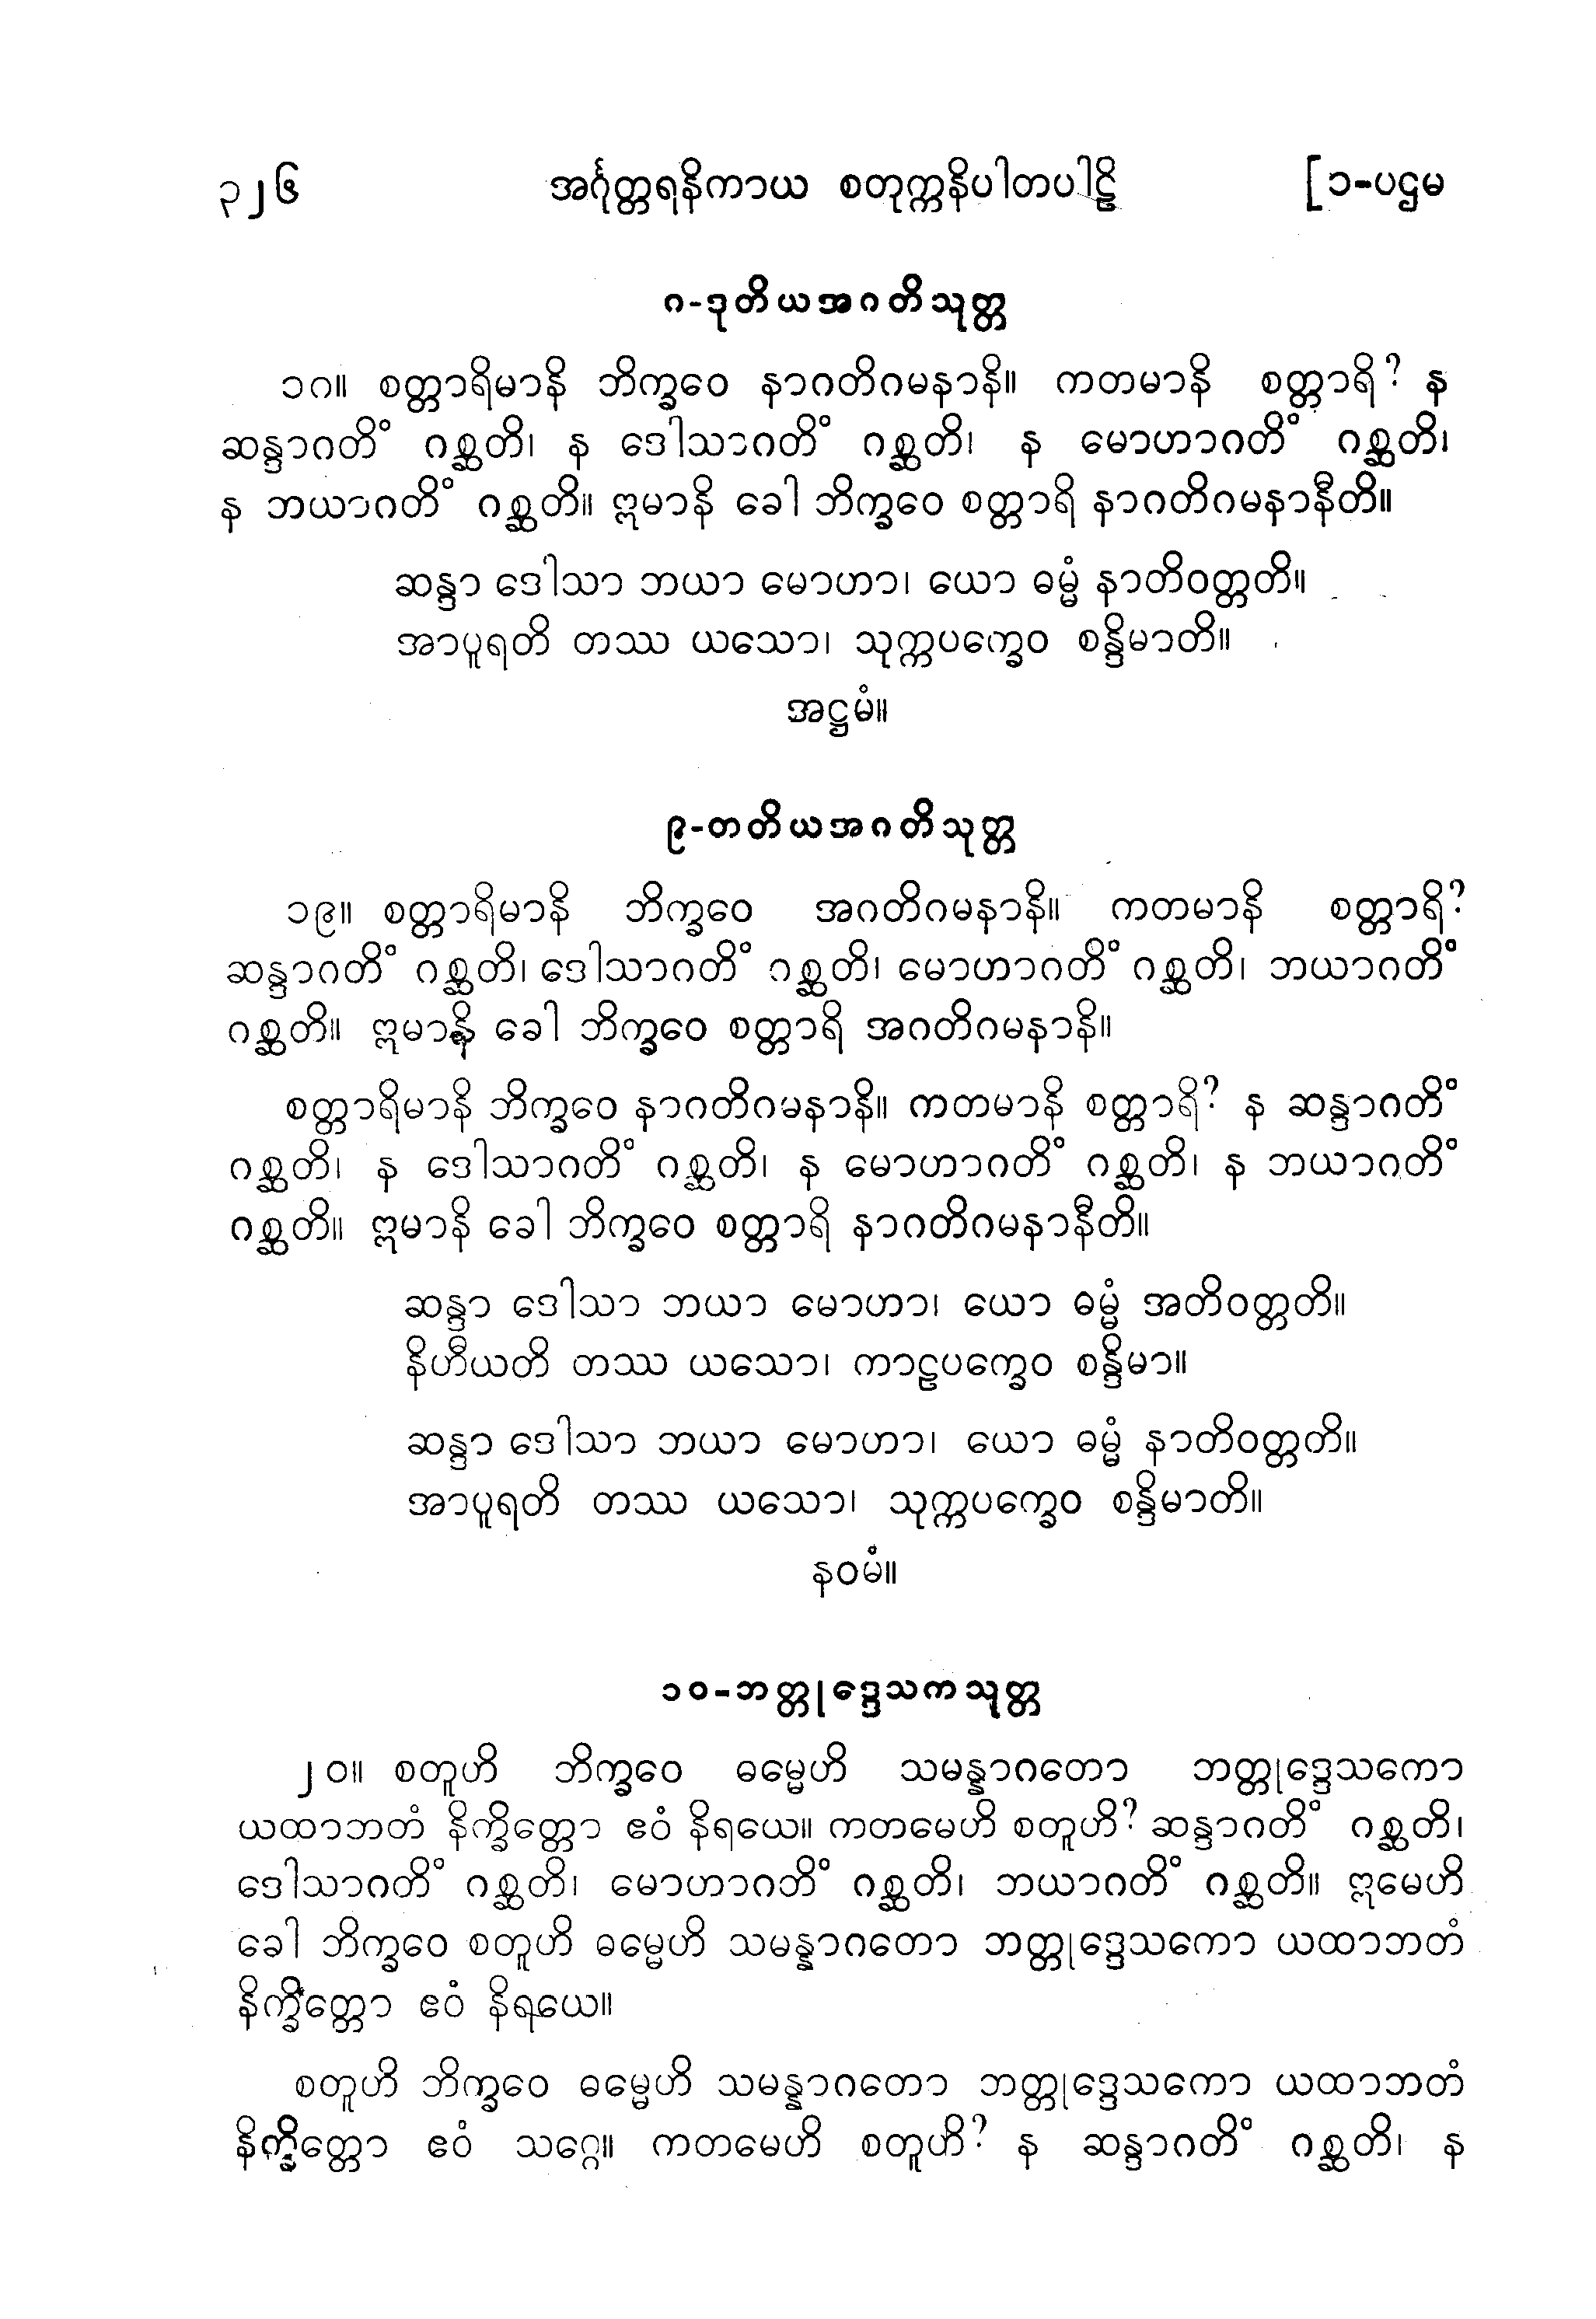 ၃၂၆ အင်္ဂုတ္တရနိကာယ စတုက္ကနိပါတပါဠိ [၁-ပဌမ
၈-ဒုတိယအဂတိသုတ္တ
၁၈။ စတ္တာရိမာနိ ဘိက္ခဝေ နာဂတိဂမနာနိ။ ကတမာနိ စတ္တာရိ? န
ဆန္ဒာဂတိံ ဂစ္ဆတိ၊ န ဒေါသာဂတိံ ဂစ္ဆတိ၊ န မောဟာဂတိံ ဂစ္ဆတိ၊
န ဘယာဂတိံ ဂစ္ဆတိ။ ဣမာနိ ခေါ ဘိက္ခဝေ စတ္တာရိ နာဂတိဂမနာနီတိ။
ဆန္ဒာ ဒေါသာ ဘယာ မောဟာ၊ ယော ဓမ္မံ နာတိဝတ္တတိ။
အာပူရတိ တဿ ယသော၊ သုက္ကပက္ခေဝ စန္ဒိမာတိ။
အဋ္ဌမံ။
၉-တတိယအဂတိသုတ္တ
၁၉။ စတ္တာရိမာနိ ဘိက္ခဝေ အဂတိဂမနာနိ။ ကတမာနိ စတ္တာရိ?
ဆန္ဒာဂတိံ ဂစ္ဆတိ၊ ဒေါသာဂတိံ ဂစ္ဆတိ၊ မောဟာဂတိံ ဂစ္ဆတိ၊ ဘယာဂတိံ
ဂစ္ဆတိ။ ဣမာနိ ခေါ ဘိက္ခဝေ စတ္တာရိ အဂတိဂမနာနိ။
စတ္တာရိမာနိ ဘိက္ခဝေ နာဂတိဂမနာနိ။ ကတမာနိ စတ္တာရိ? န ဆန္ဒာဂတိံ
ဂစ္ဆတိ၊ န ဒေါသာဂတိံ ဂစ္ဆတိ၊ န မောဟာဂတိံ ဂစ္ဆတိ၊ န ဘယာဂတိံ
ဂစ္ဆတိ။ ဣမာနိ ခေါ ဘိက္ခဝေ စတ္တာရိ နာဂတိဂမနာနီတိ။
ဆန္ဒာ ဒေါသာ ဘယာ မောဟာ၊ ယော ဓမ္မံ အတိဝတ္တတိ။
နိဟီယတိ တဿ ယသော၊ ကာဠပက္ခေဝ စန္ဒိမာ။
ဆန္ဒာ ဒေါသာ ဘယာ မောဟာ၊ ယော ဓမ္မံ နာတိဝတ္တတိ။
အာပူရတိ တဿ ယသော၊ သုက္ကပက္ခေဝ စန္ဒိမာတိ။
နဝမံ။
၁၀-ဘတ္တုဒ္ဒေသကသုတ္တ
၂၀။ စတူဟိ ဘိက္ခဝေ ဓမ္မေဟိ သမန္နာဂတော ဘတ္တုဒ္ဒေသကော
ယထာဘတံ နိက္ခိတ္တော ဧဝံ နိရယေ။ ကတမေဟိ စတူဟိ? ဆန္ဒာဂတိံ ဂစ္ဆတိ၊
ဒေါသာဂတိံ ဂစ္ဆတိ၊ မောဟာဂတိံ ဂစ္ဆတိ၊ ဘယာဂတိံ ဂစ္ဆတိ။ ဣမေဟိ
ခေါ ဘိက္ခဝေ စတူဟိ ဓမ္မေဟိ သမန္နာဂတော ဘတ္တုဒ္ဒေသကော ယထာဘတံ
နိက္ခိတ္တော ဧဝံ နိရယေ။
စတူဟိ ဘိက္ခဝေ ဓမ္မေဟိ သမန္နာဂတော ဘတ္တုဒ္ဒေသကော ယထာဘတံ
နိက္ခိတ္တော ဧဝံ သဂ္ဂေ။ ကတမေဟိ စတူဟိ? န ဆန္ဒာဂတိံ ဂစ္ဆတိ၊ န